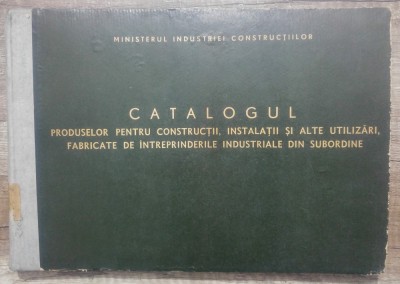 MINISTERUL INDUSTRIEI CONSTRUCȚIILOR
CATALOGUL
PRODUSELOR PENTRU CONSTRUCȚII, INSTALAȚII ȘI ALTE UTILIZĂRI,
FABRICATE DE ÎNTREPRINDERILE INDUSTRIALE DIN SUBORDINE